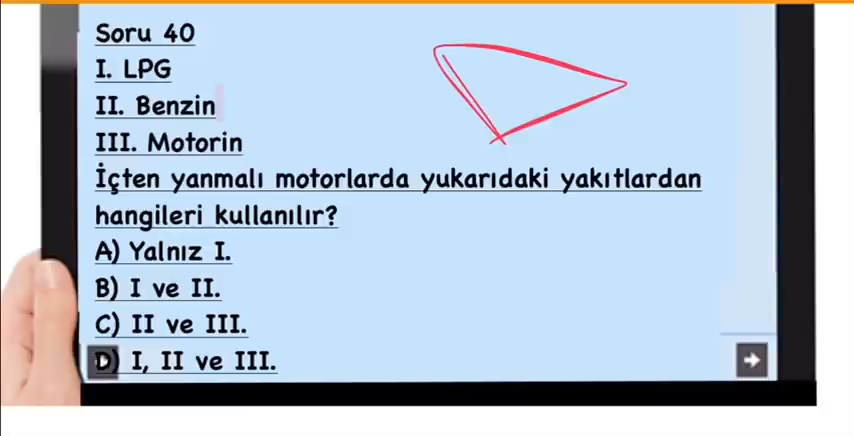 Soru 40
I. LPG
II. Benzin
III. Motorin
İçten yanmalı motorlarda yukarıdaki yakıtlardan
hangileri kullanılır?
A) Yalnız I.
B) I ve II.
C) II ve III.
D) I, II ve III.